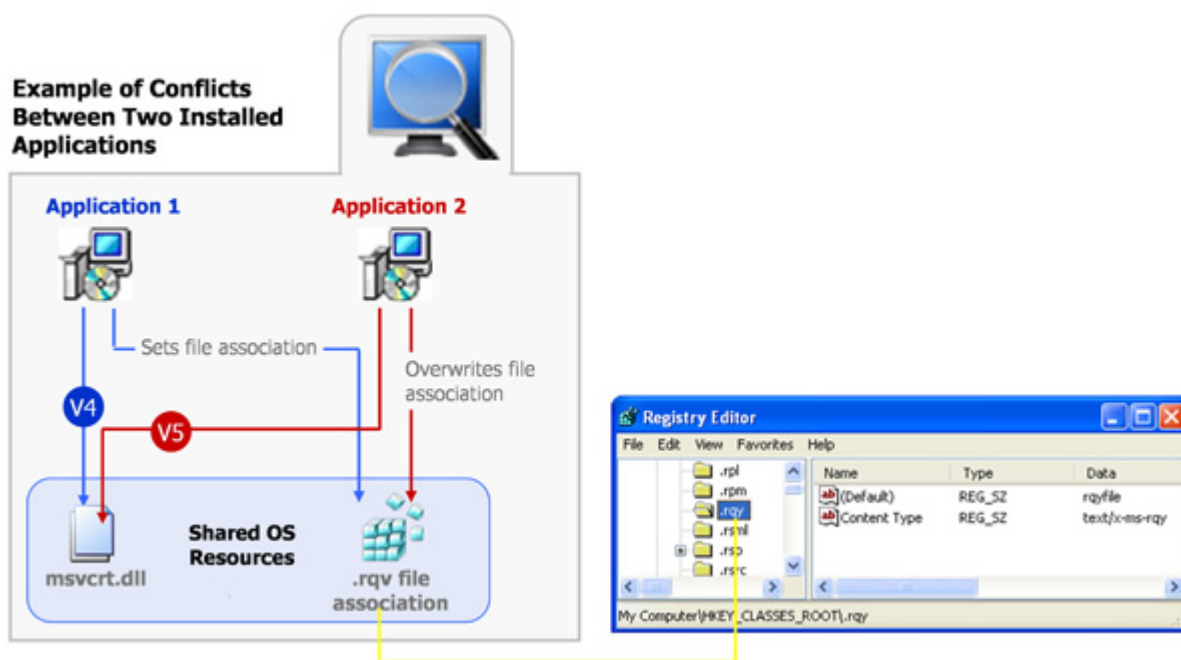 Example of Conflicts
Between Two Installed
Applications
Application 1
Application 2
Sets file association
Overwrites file
association
V4
V5
Shared OS
Resources
msvcrt.dll
.rqv file
association
Registry Editor
File Edit View Favorites Help
.rpl
.rpm
.rqy
.rsml
.rsp
.rsrc
Name Type Data
ab (Default) REG_SZ rqyfile
ab Content Type REG_SZ text/x-ms-rqy
My Computer\HKEY_CLASSES_ROOT\.rqy